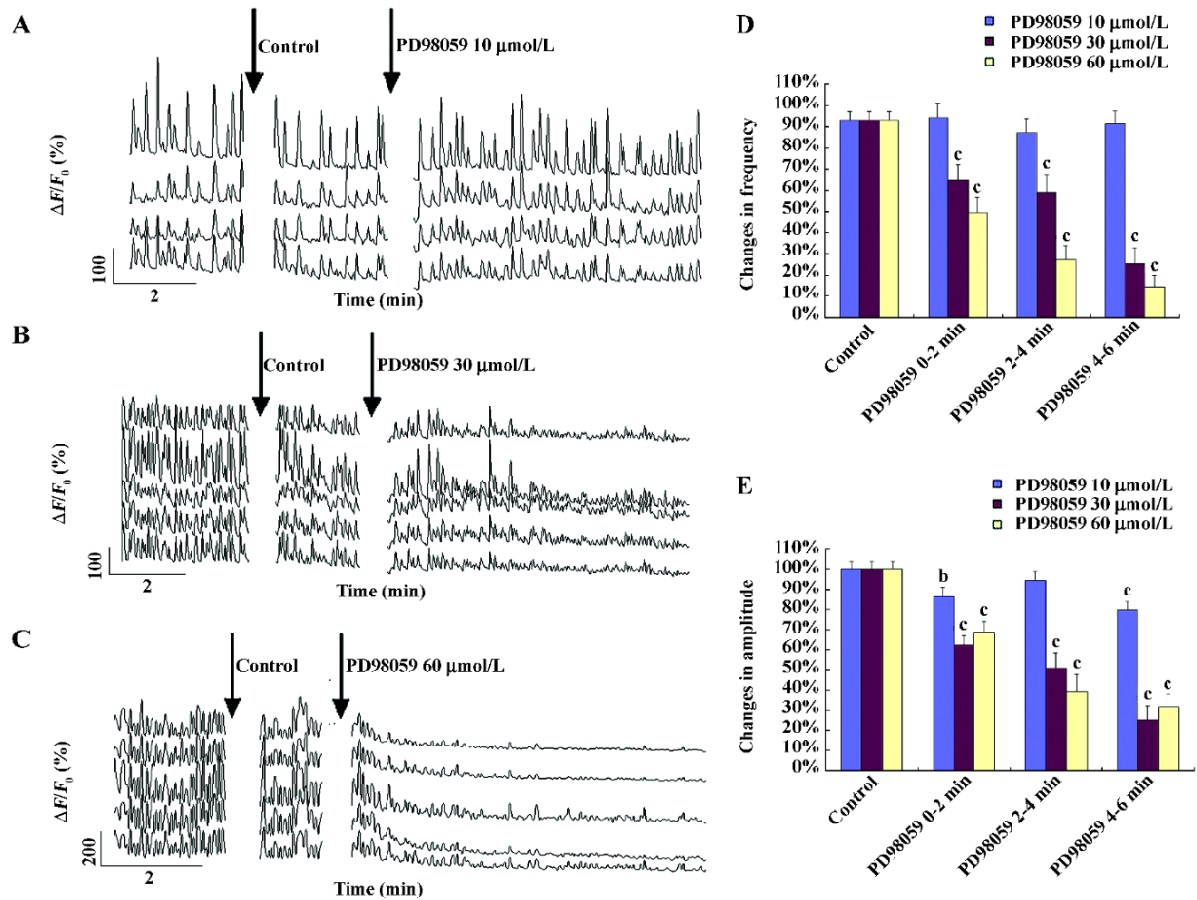 A
Control
PD98059 10 μmol/L
ΔF/F0 (%)
100
2
Time (min)
B
Control
PD98059 30 μmol/L
ΔF/F0 (%)
100
2
Time (min)
C
Control
PD98059 60 μmol/L
ΔF/F0 (%)
200
2
Time (min)
D
PD98059 10 μmol/L
PD98059 30 μmol/L
PD98059 60 μmol/L
Changes in frequency
110%
100%
90%
80%
70%
60%
50%
40%
30%
20%
10%
0%
c
c
c
c
c
c
Control
PD98059 0-2 min
PD98059 2-4 min
PD98059 4-6 min
E
PD98059 10 μmol/L
PD98059 30 μmol/L
PD98059 60 μmol/L
Changes in amplitude
110%
100%
90%
80%
70%
60%
50%
40%
30%
20%
10%
0%
b
c
c
c
c
c
c
c
Control
PD98059 0-2 min
PD98059 2-4 min
PD98059 4-6 min